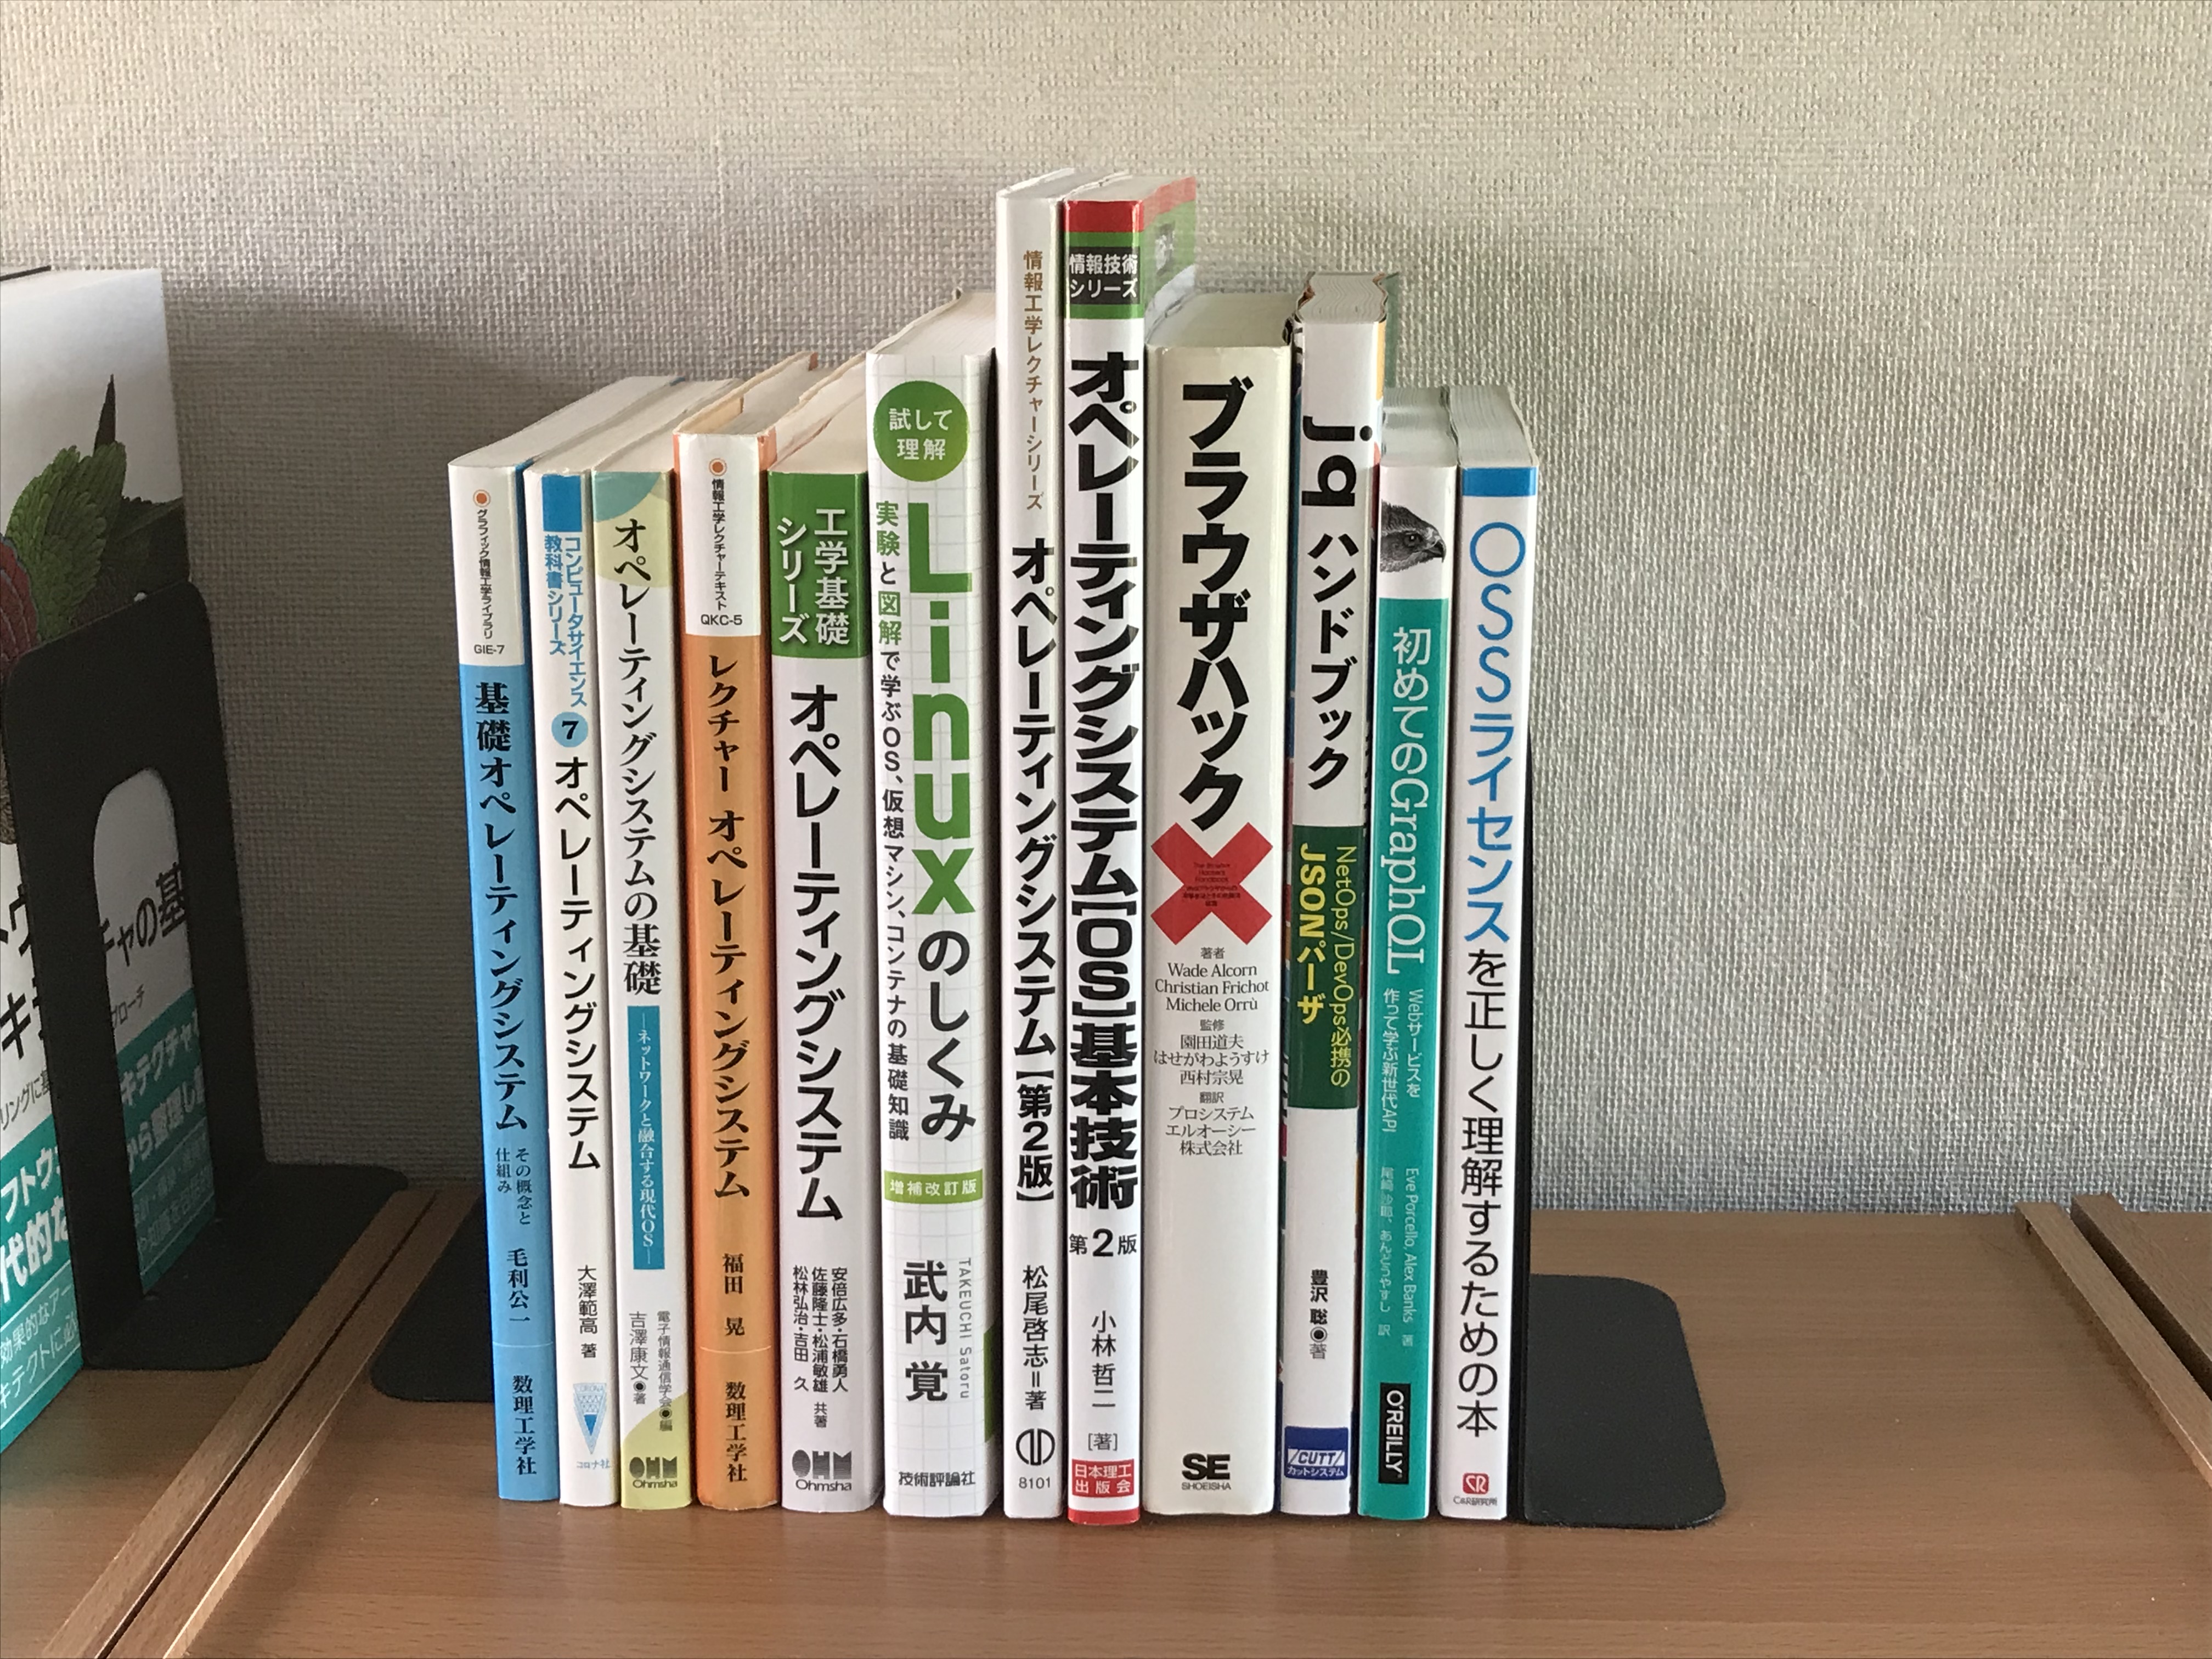 グラフィック情報工学ライブラリ
GIE-7
基礎オペレーティングシステム
その概念と
仕組み
毛利公一
数理工学社
コンピュータサイエンス
教科書シリーズ
7
オペレーティングシステム
大澤範高 著
コロナ社
オペレーティングシステムの基礎
―ネットワークと融合する現代OS―
電子情報通信学会◉編
吉澤康文◉著
OHM
Ohmsha
情報工学レクチャーテキスト
QKC-5
レクチャー オペレーティングシステム
福田 晃
数理工学社
工学基礎
シリーズ
オペレーティングシステム
安倍広多・石橋勇人
佐藤隆士・松浦敏雄
松林弘治・吉田 久
共著
OHM
Ohmsha
試して
理解
Linuxのしくみ
実験と図解で学ぶOS、仮想マシン、コンテナの基礎知識
増補改訂版
TAKEUCHI Satoru
武内 覚
技術評論社
情報工学レクチャーシリーズ
オペレーティングシステム【第2版】
松尾啓志=著
8101
情報技術
シリーズ
オペレーティングシステム【OS】基本技術
第2版
小林哲二
[著]
日本理工
出版会
ブラウザハック
著者
Wade Alcorn
Christian Frichot
Michele Orrù
監修
園田道夫
はせがわようすけ
西村宗晃
翻訳
プロシステム
エルオーシー
株式会社
SE
SHOEISHA
jqハンドブック
NetOps/DevOps必携の
JSONパーザ
豊沢 聡◉著
CUTT
カットシステム
初めてのGraphQL
Webサービスを
作って学ぶ新世代API
Eve Porcello, Alex Banks 著
尾崎 沙耶、あんどうやすし 訳
O'REILLY
OSSライセンスを正しく理解するための本
CR
C&R研究所